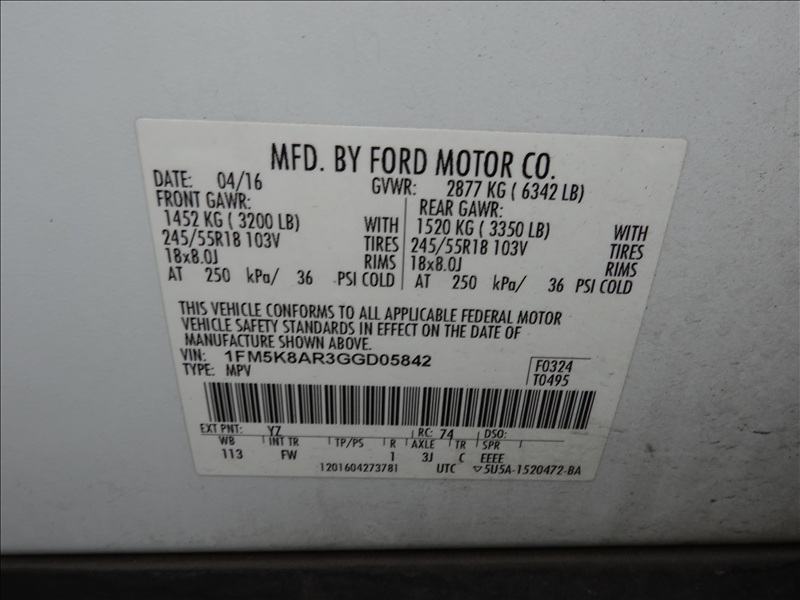 MFD. BY FORD MOTOR CO.
DATE: 04/16 GVWR: 2877 KG ( 6342 LB)
FRONT GAWR: REAR GAWR:
1452 KG ( 3200 LB) WITH 1520 KG ( 3350 LB) WITH
245/55R18 103V TIRES 245/55R18 103V TIRES
18x8.0J RIMS 18x8.0J RIMS
AT 250 kPa/ 36 PSI COLD AT 250 kPa/ 36 PSI COLD
THIS VEHICLE CONFORMS TO ALL APPLICABLE FEDERAL MOTOR
VEHICLE SAFETY STANDARDS IN EFFECT ON THE DATE OF
MANUFACTURE SHOWN ABOVE.
VIN: 1FM5K8AR3GGD05842 F0324
TYPE: MPV T0495
EXT PNT: YZ RC: 74 DSO:
WB INT TR TP/PS R AXLE TR SPR
113 FW 1 3J C EEEE
1201604273781 UTC ▽5U5A-1520472-BA